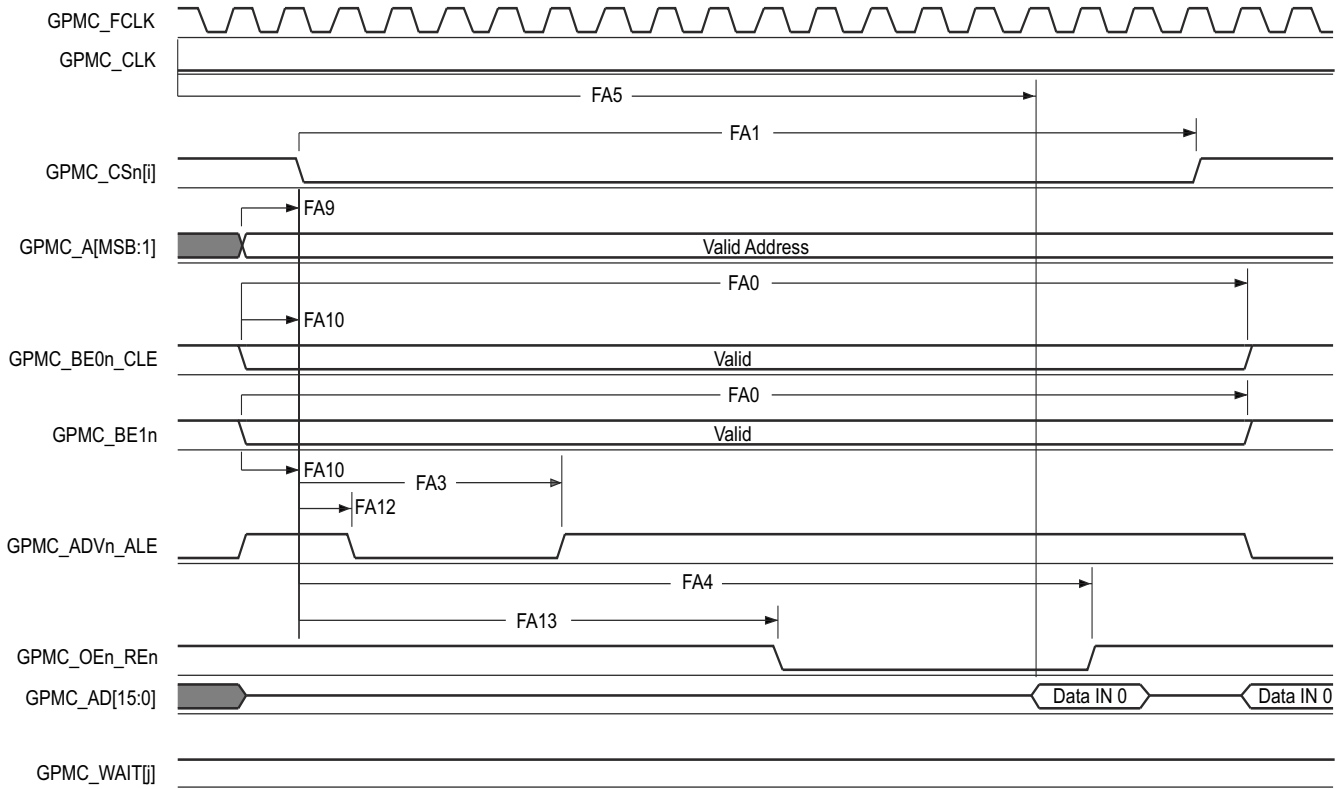 GPMC_FCLK
GPMC_CLK
FA5
FA1
GPMC_CSn[i]
FA9
GPMC_A[MSB:1]
Valid Address
FA0
FA10
GPMC_BE0n_CLE
Valid
FA0
GPMC_BE1n
Valid
FA10
FA3
FA12
GPMC_ADVn_ALE
FA4
FA13
GPMC_OEn_REn
GPMC_AD[15:0]
Data IN 0
Data IN 0
GPMC_WAIT[j]